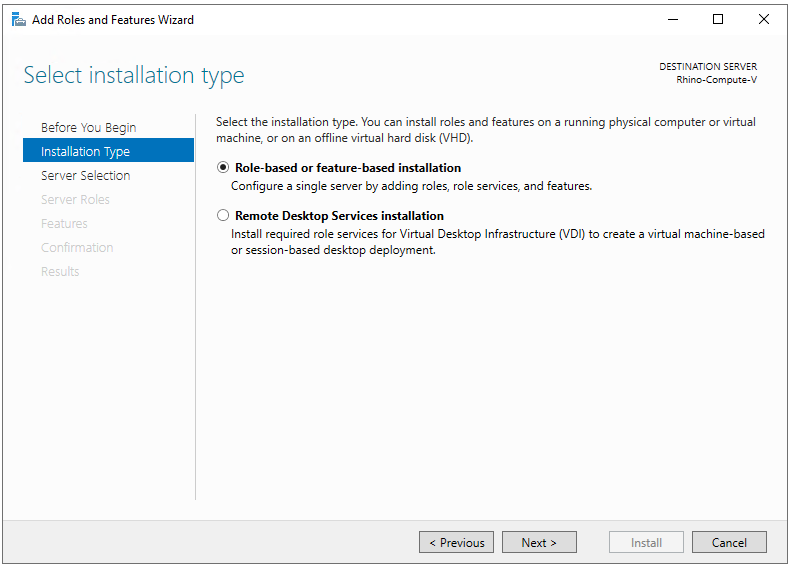 Add Roles and Features Wizard
Select installation type
DESTINATION SERVER
Rhino-Compute-V
Before You Begin
Installation Type
Server Selection
Server Roles
Features
Confirmation
Results
Select the installation type. You can install roles and features on a running physical computer or virtual
machine, or on an offline virtual hard disk (VHD).
Role-based or feature-based installation
Configure a single server by adding roles, role services, and features.
Remote Desktop Services installation
Install required role services for Virtual Desktop Infrastructure (VDI) to create a virtual machine-based
or session-based desktop deployment.
< Previous
Next >
Install
Cancel